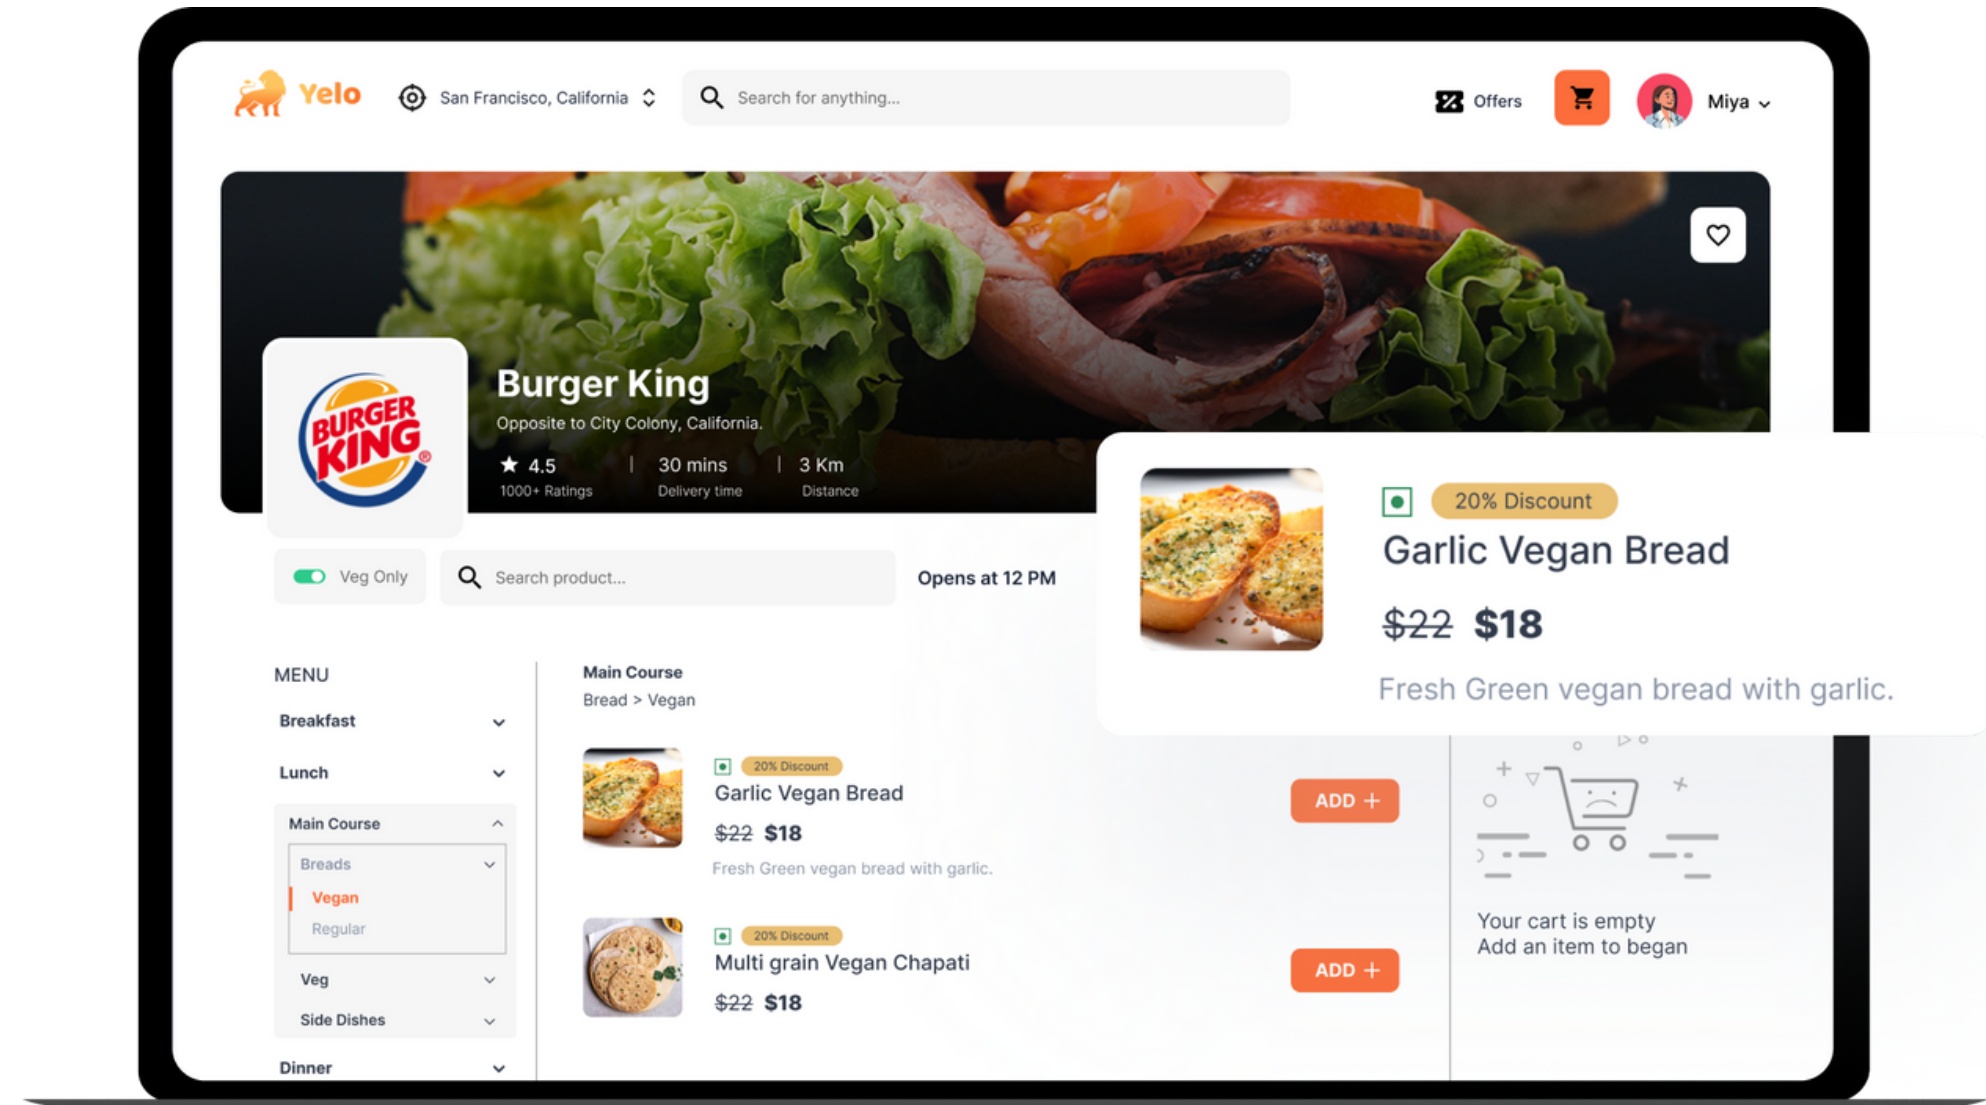 Yelo
San Francisco, California
Search for anything...
Offers
Miya
BURGER
KING®
Burger King
Opposite to City Colony, California.
4.5 | 30 mins | 3 Km
1000+ Ratings Delivery time Distance
20% Discount
Garlic Vegan Bread
$22 $18
Fresh Green vegan bread with garlic.
Veg Only
Search product...
Opens at 12 PM
MENU
Breakfast
Lunch
Main Course
Breads
Vegan
Regular
Veg
Side Dishes
Dinner
Main Course
Bread > Vegan
20% Discount
Garlic Vegan Bread
$22 $18
Fresh Green vegan bread with garlic.
ADD +
20% Discount
Multi grain Vegan Chapati
$22 $18
ADD +
Your cart is empty
Add an item to began